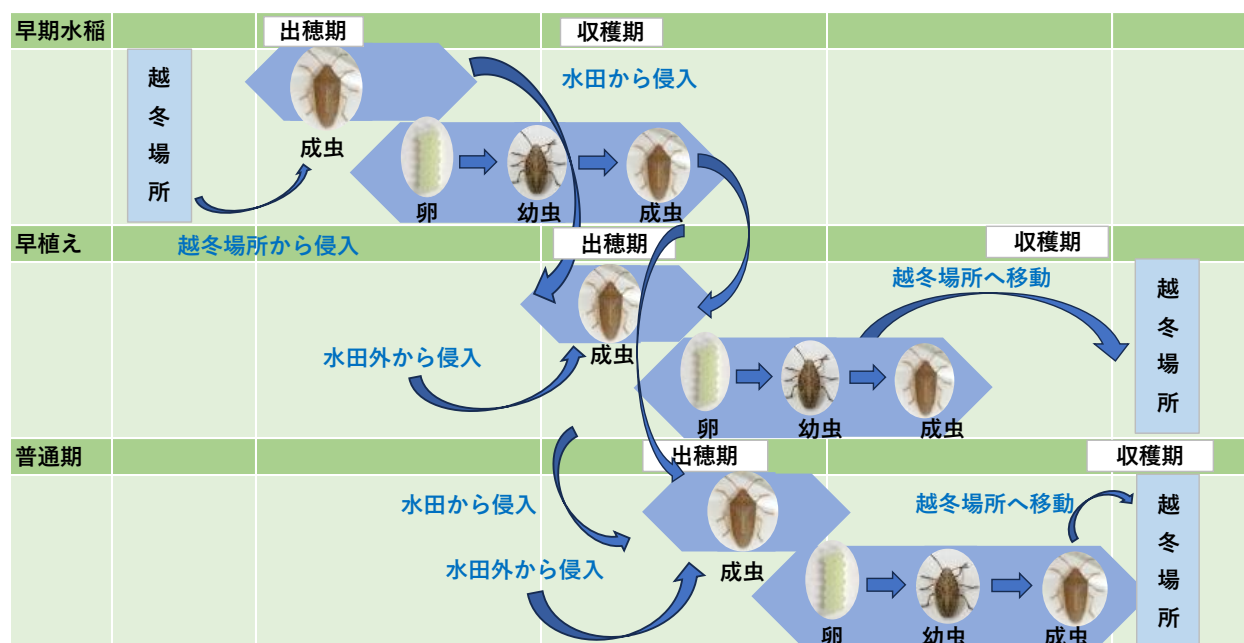 早期水稲
出穂期
収穫期
越冬場所
水田から侵入
成虫
卵
幼虫
成虫
早植え
越冬場所から侵入
出穂期
収穫期
越冬場所へ移動
越冬場所
水田外から侵入
成虫
卵
幼虫
成虫
普通期
出穂期
収穫期
水田から侵入
越冬場所へ移動
越冬場所
水田外から侵入
成虫
卵
幼虫
成虫